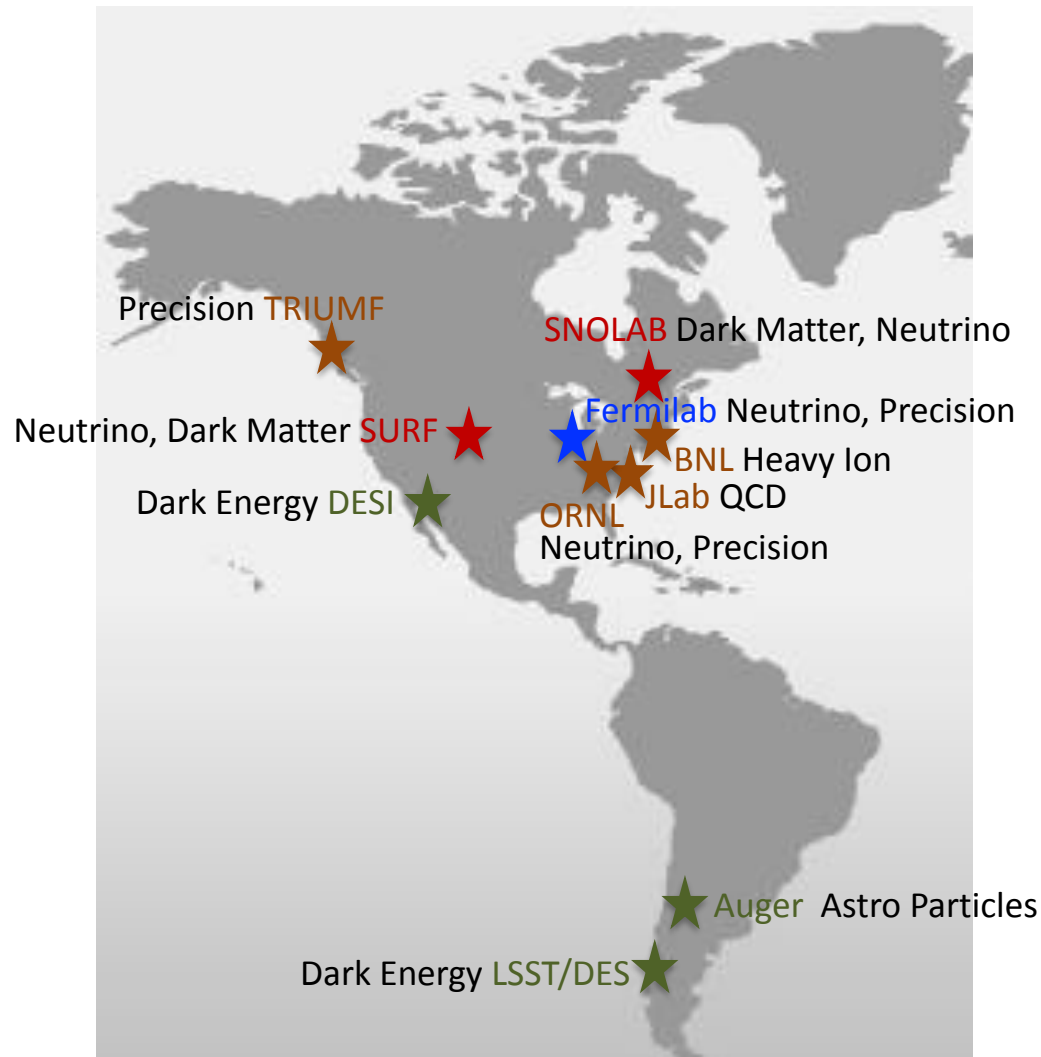 Precision TRIUMF
SNOLAB Dark Matter, Neutrino
Fermilab Neutrino, Precision
Neutrino, Dark Matter SURF
BNL Heavy Ion
JLab QCD
Dark Energy DESI
ORNL
Neutrino, Precision
Auger Astro Particles
Dark Energy LSST/DES